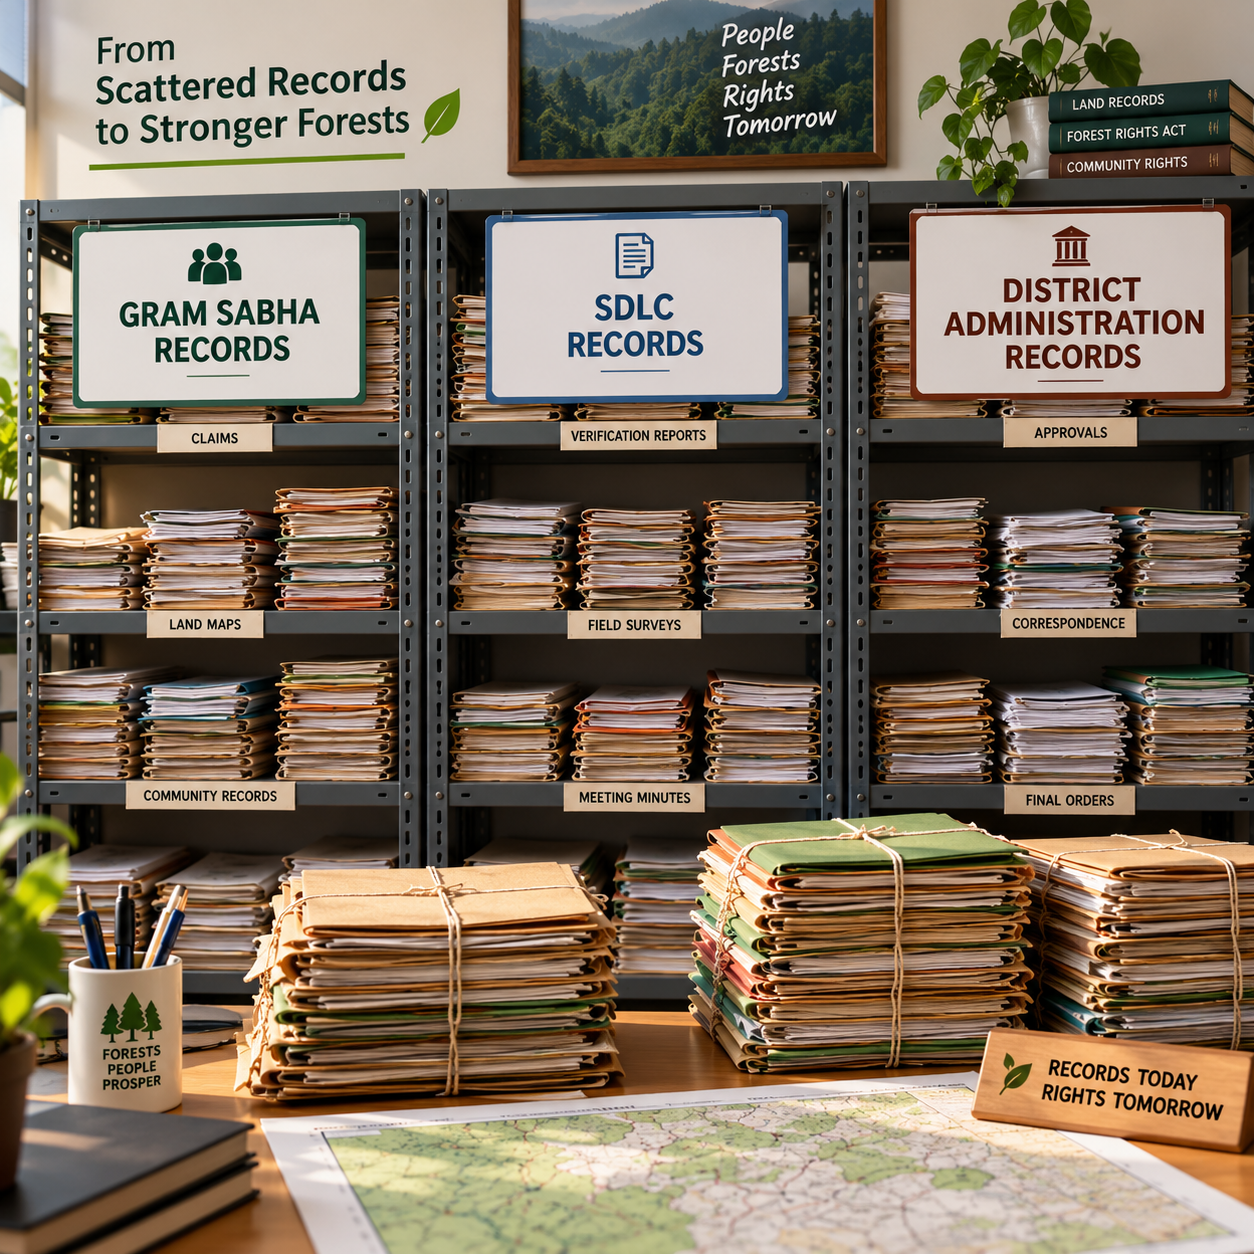 From
Scattered Records
to Stronger Forests
People
Forests
Rights
Tomorrow
LAND RECORDS
FOREST RIGHTS ACT
COMMUNITY RIGHTS
GRAM SABHA
RECORDS
SDLC
RECORDS
DISTRICT
ADMINISTRATION
RECORDS
CLAIMS
VERIFICATION REPORTS
APPROVALS
LAND MAPS
FIELD SURVEYS
CORRESPONDENCE
COMMUNITY RECORDS
MEETING MINUTES
FINAL ORDERS
FORESTS
PEOPLE
PROSPER
RECORDS TODAY
RIGHTS TOMORROW